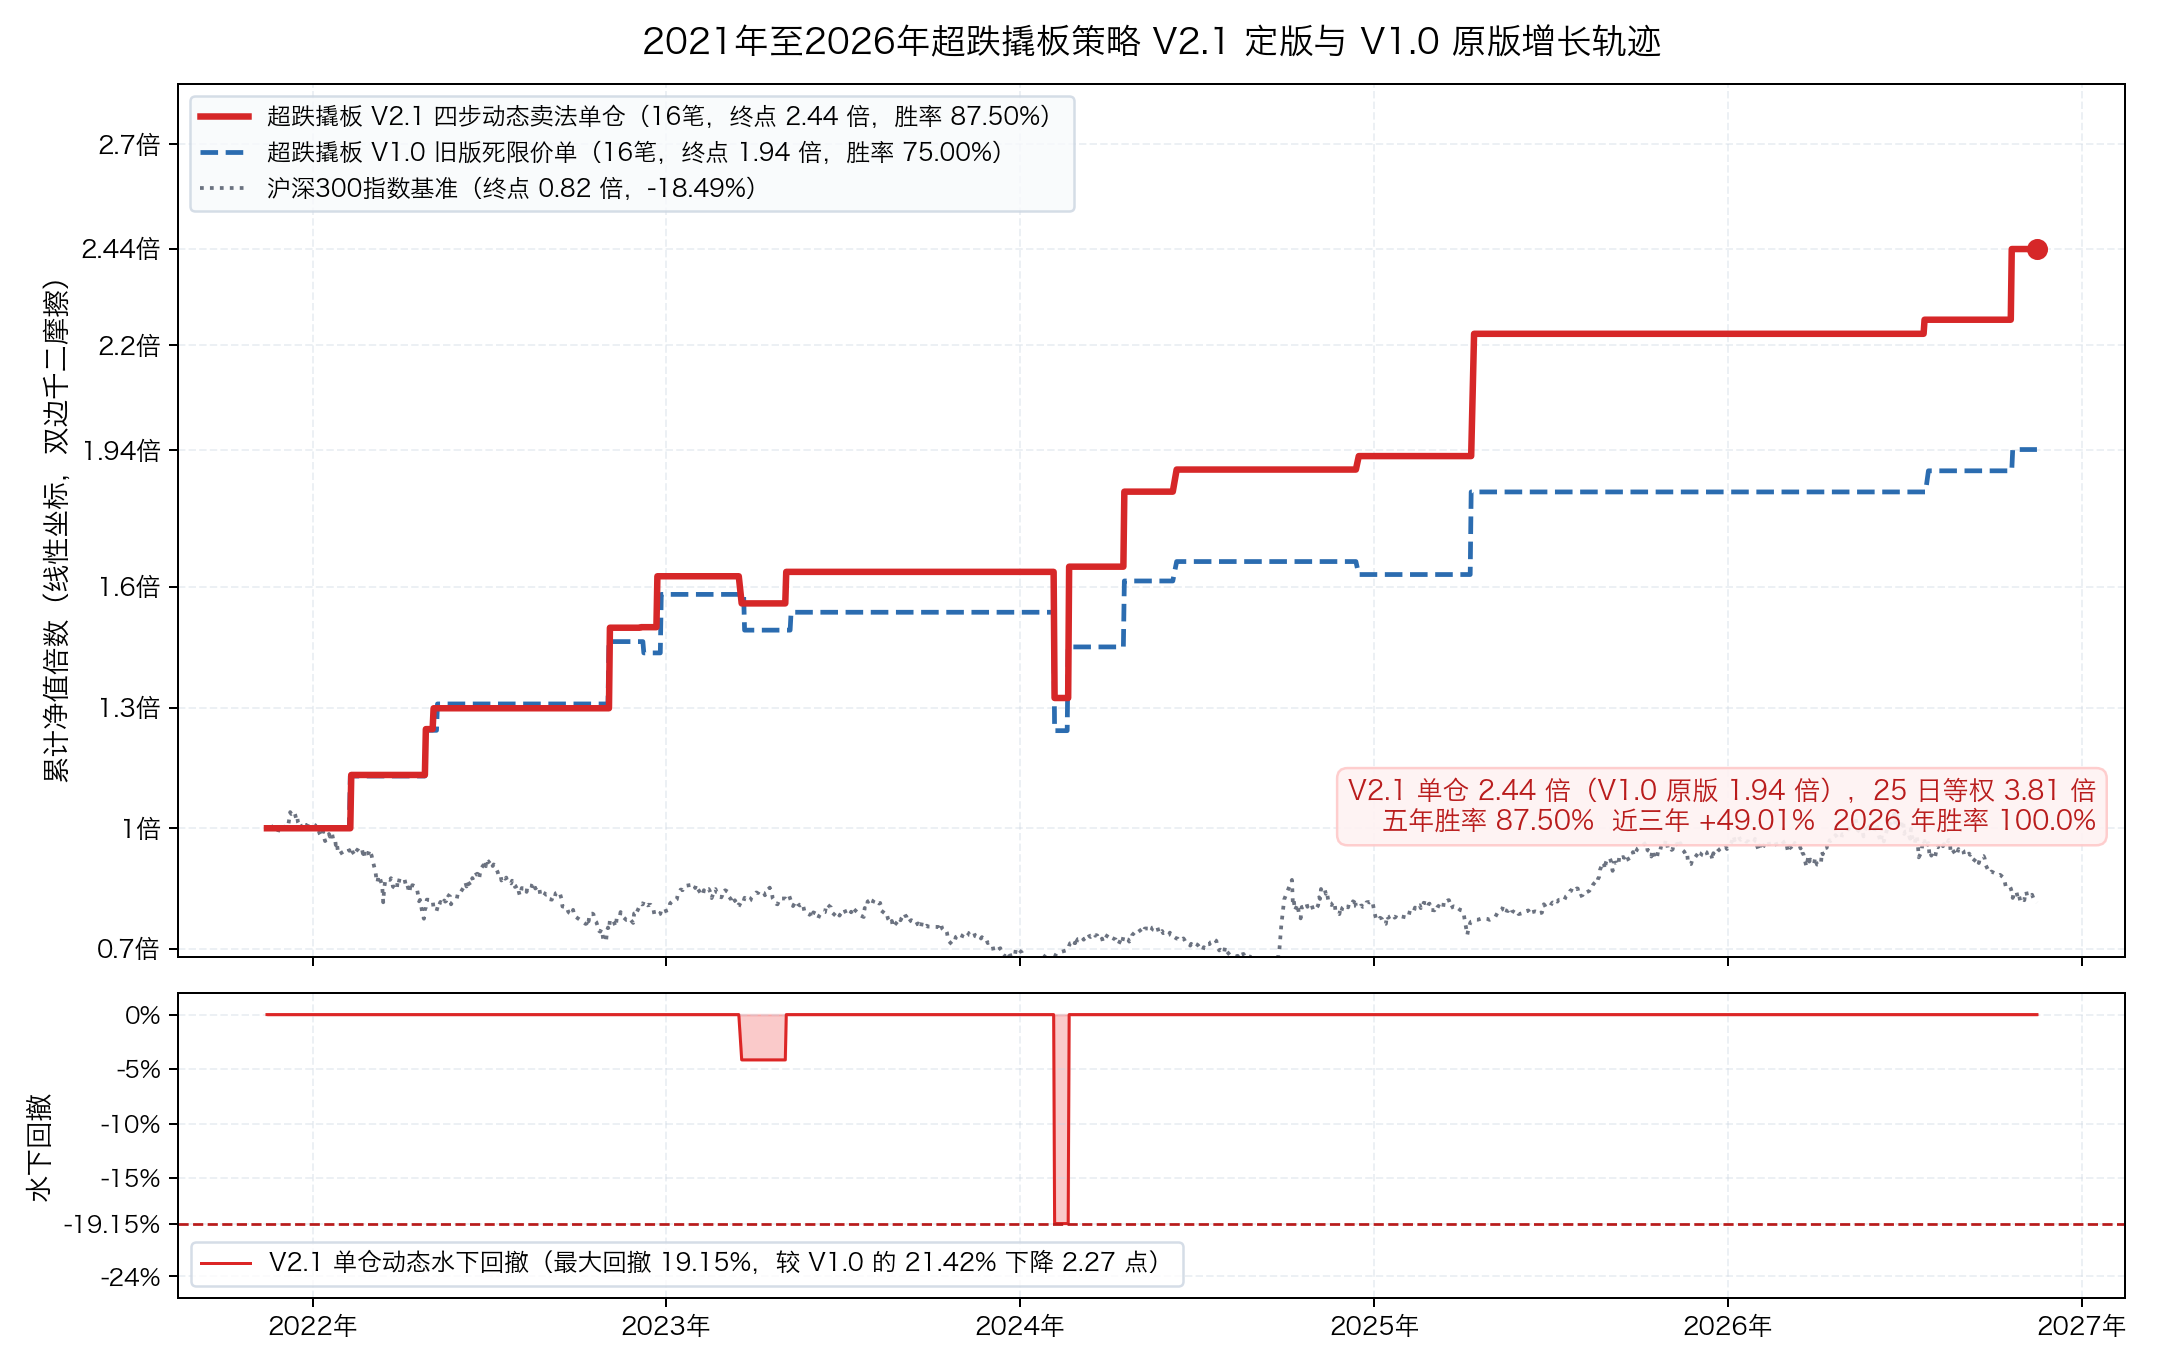 2021年至2026年超跌撬板策略 V2.1 定版与 V1.0 原版增长轨迹
超跌撬板 V2.1 四步动态卖法单仓（16笔，终点 2.44 倍，胜率 87.50%）
超跌撬板 V1.0 旧版死限价单（16笔，终点 1.94 倍，胜率 75.00%）
沪深300指数基准（终点 0.82 倍，-18.49%）
累计净值倍数（线性坐标，双边千二摩擦）
2.7倍
2.44倍
2.2倍
1.94倍
1.6倍
1.3倍
1倍
0.7倍
V2.1 单仓 2.44 倍（V1.0 原版 1.94 倍），25 日等权 3.81 倍
五年胜率 87.50% 近三年 +49.01% 2026 年胜率 100.0%
水下回撤
0%
-5%
-10%
-15%
-19.15%
-24%
V2.1 单仓动态水下回撤（最大回撤 19.15%，较 V1.0 的 21.42% 下降 2.27 点）
2022年
2023年
2024年
2025年
2026年
2027年